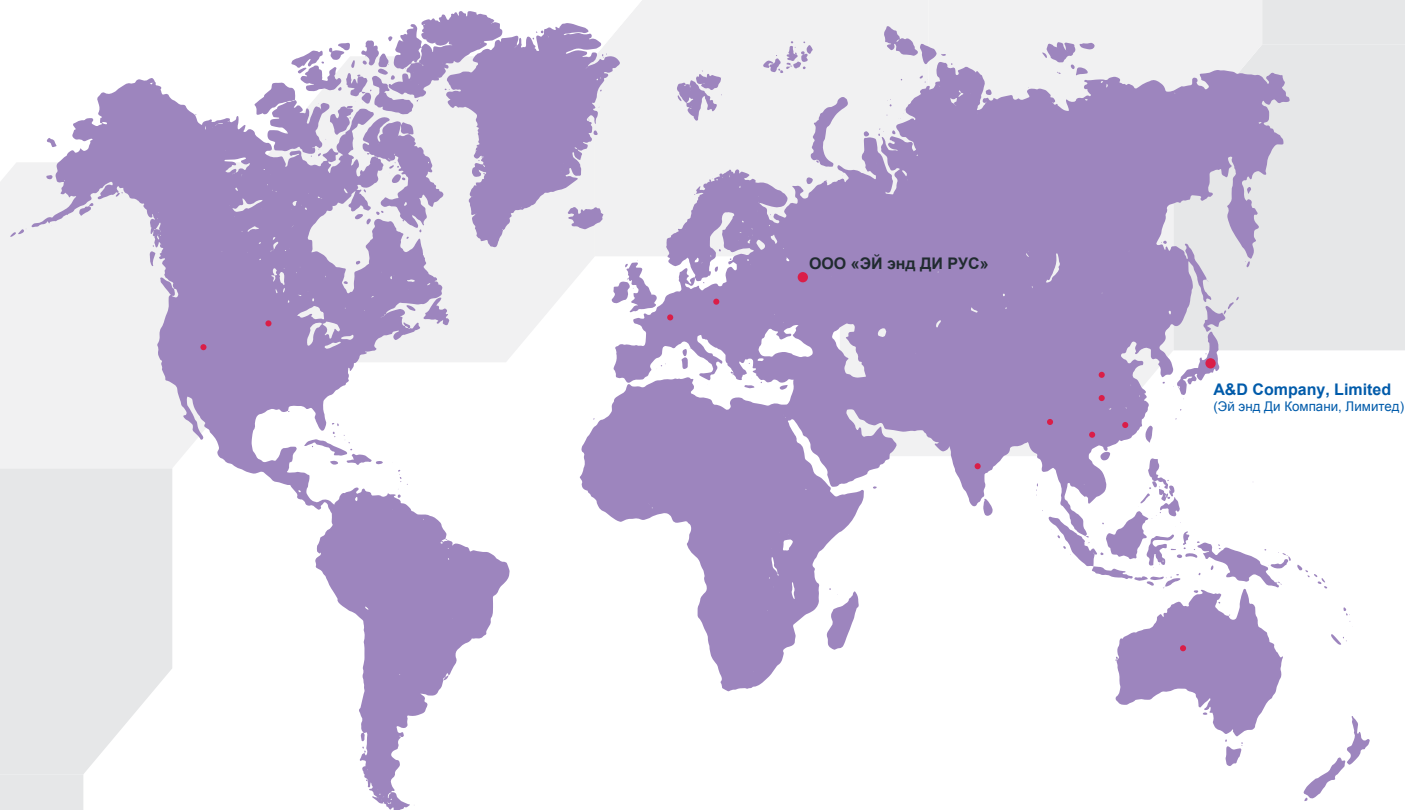 ООО «ЭЙ энд ДИ РУС»
A&D Company, Limited
(Эй энд Ди Компани, Лимитед)